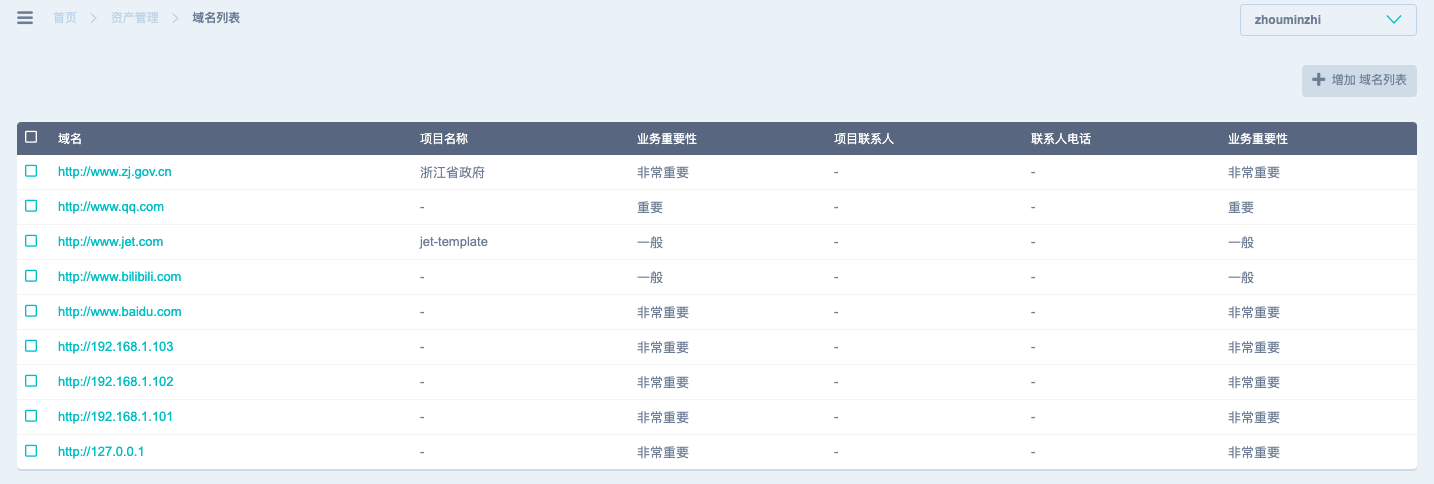 首页 资产管理 域名列表 zhouminzhi
增加 域名列表
域名 项目名称 业务重要性 项目联系人 联系人电话 业务重要性
http://www.zj.gov.cn 浙江省政府 非常重要 - - 非常重要
http://www.qq.com - 重要 - - 重要
http://www.jet.com jet-template 一般 - - 一般
http://www.bilibili.com - 一般 - - 一般
http://www.baidu.com - 非常重要 - - 非常重要
http://192.168.1.103 - 非常重要 - - 非常重要
http://192.168.1.102 - 非常重要 - - 非常重要
http://192.168.1.101 - 非常重要 - - 非常重要
http://127.0.0.1 - 非常重要 - - 非常重要